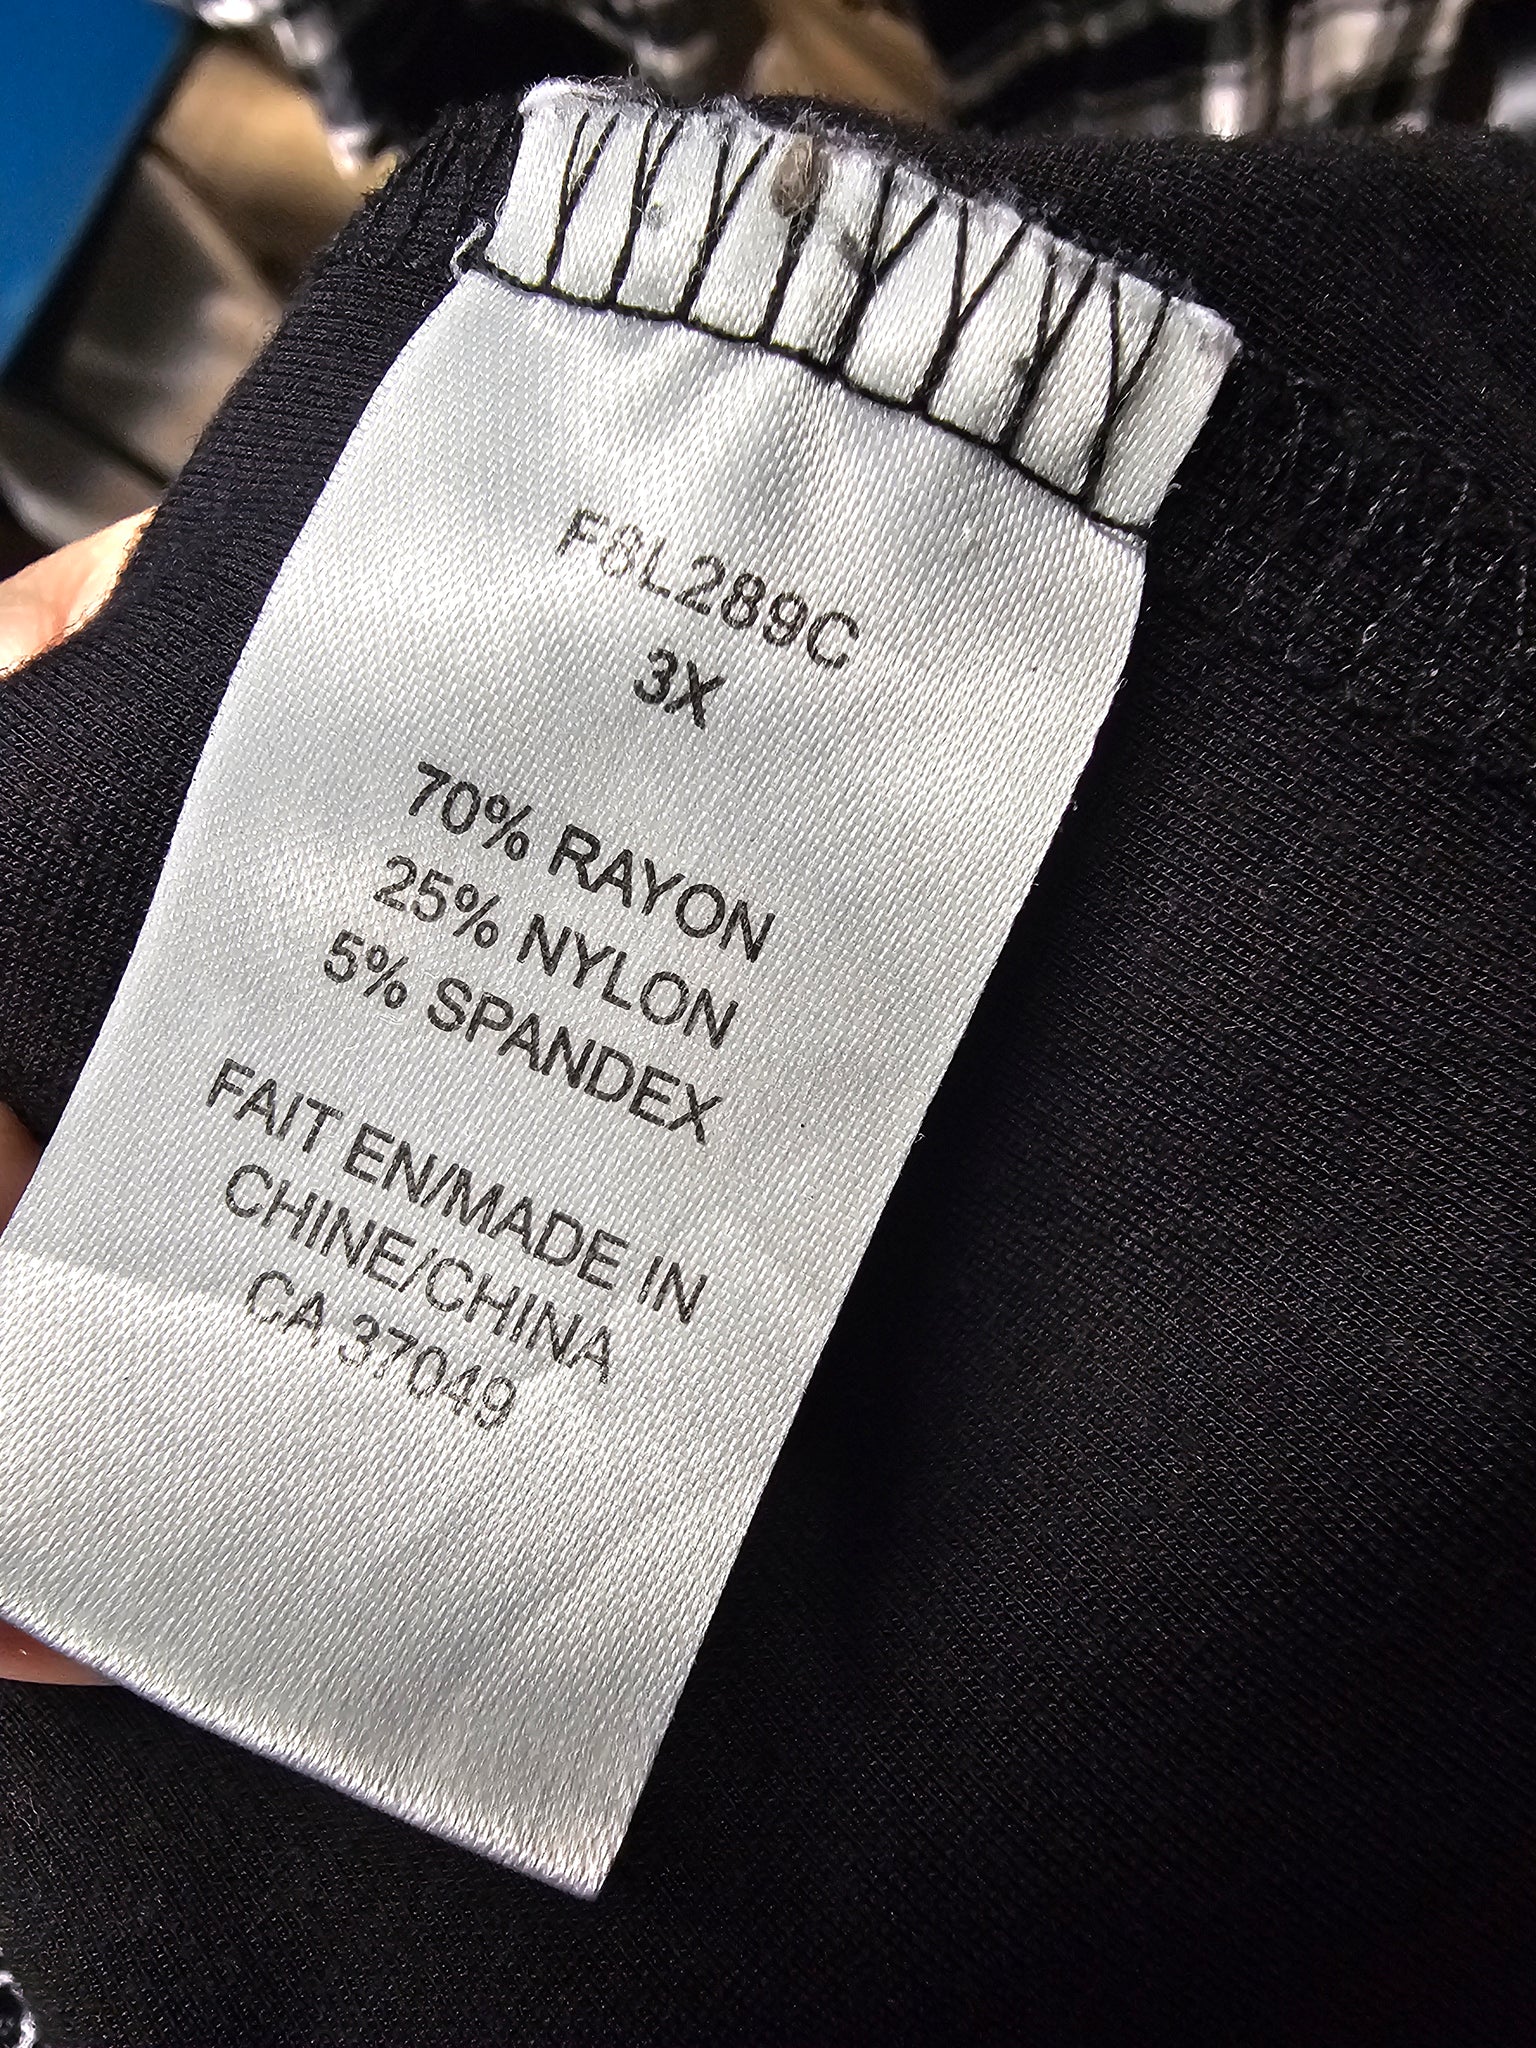 F8L289C
3X
70% RAYON
25% NYLON
5% SPANDEX
FAIT EN/MADE IN
CHINE/CHINA
CA 37049